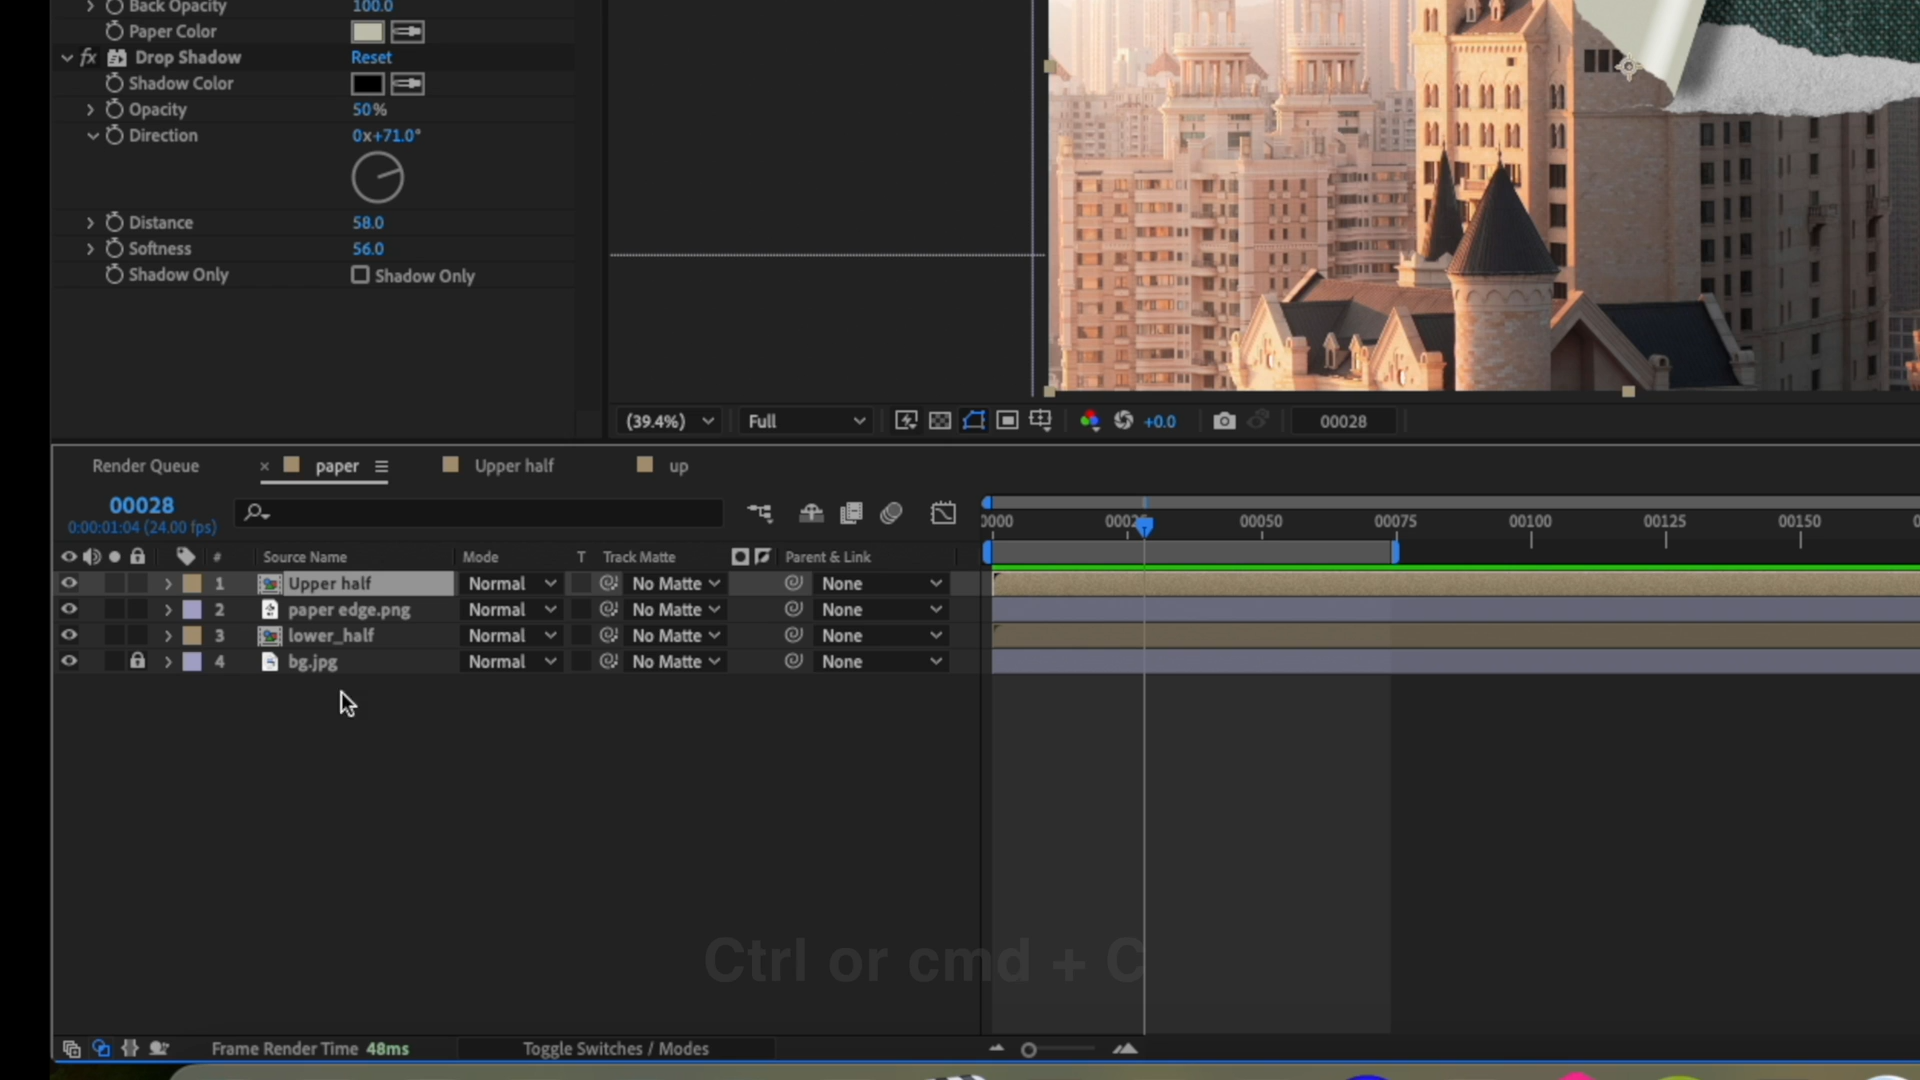 Back Opacity 100.0
Paper Color
fx Drop Shadow Reset
Shadow Color
Opacity 50%
Direction 0x+71.0°
Distance 58.0
Softness 56.0
Shadow Only Shadow Only
(39.4%) Full +0.0 00028
Render Queue × paper Upper half up
00028
0:00:01:04 (24.00 fps)
0000 00025 00050 00075 00100 00125 00150
# Source Name Mode T Track Matte Parent & Link
1 Upper half Normal No Matte None
2 paper edge.png Normal No Matte None
3 lower_half Normal No Matte None
4 bg.jpg Normal No Matte None
Ctrl or cmd + C
Frame Render Time 48ms Toggle Switches / Modes